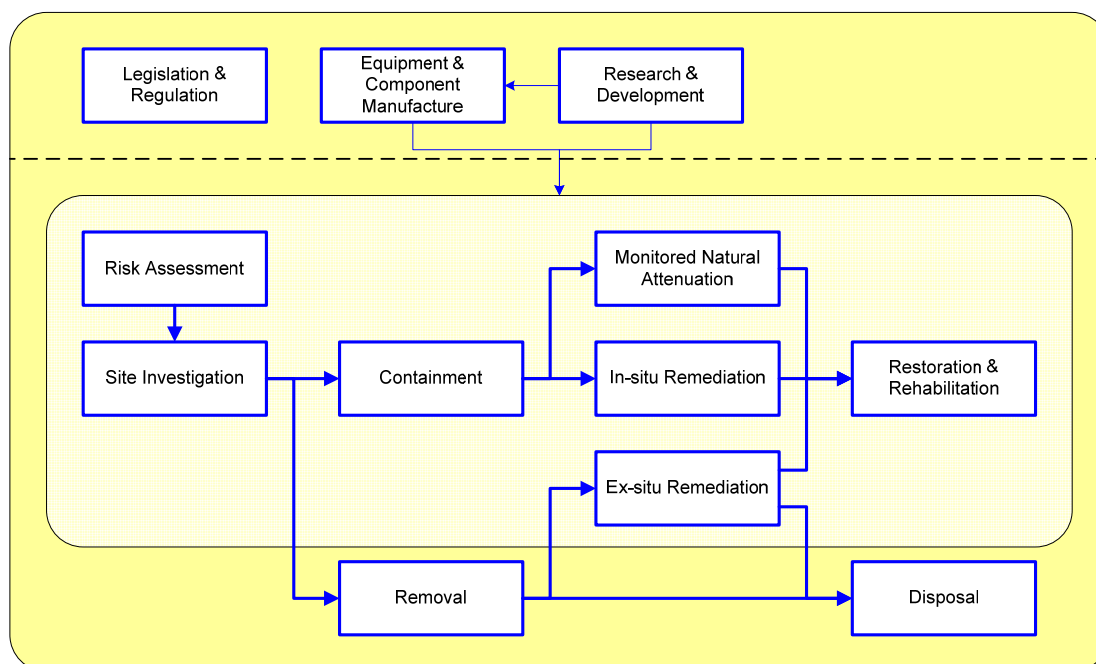 Legislation &
Regulation
Equipment &
Component
Manufacture
Research &
Development
Risk Assessment
Monitored Natural
Attenuation
Site Investigation
Containment
In-situ Remediation
Restoration &
Rehabilitation
Ex-situ Remediation
Removal
Disposal